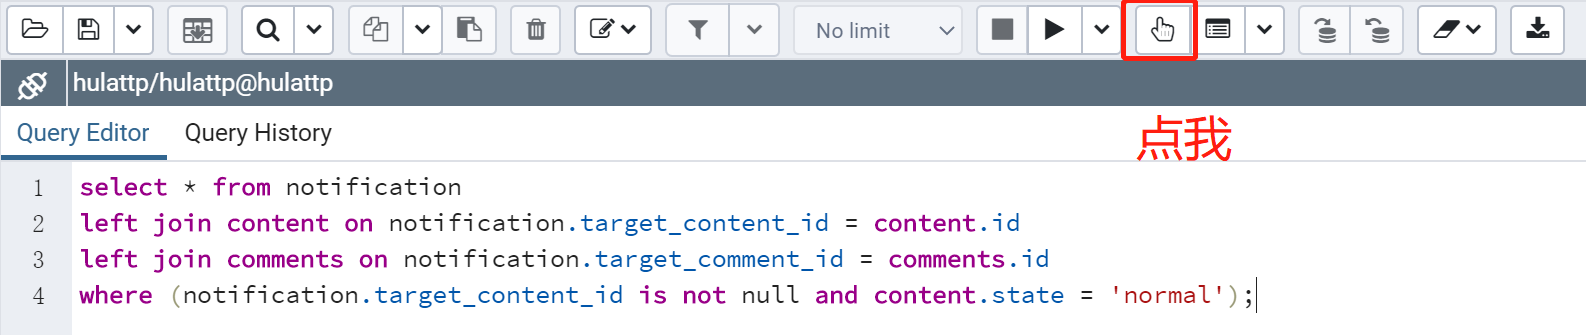 No limit
hulattp/hulattp@hulattp
Query Editor Query History
点我
1 select * from notification
2 left join content on notification.target_content_id = content.id
3 left join comments on notification.target_comment_id = comments.id
4 where (notification.target_content_id is not null and content.state = 'normal');